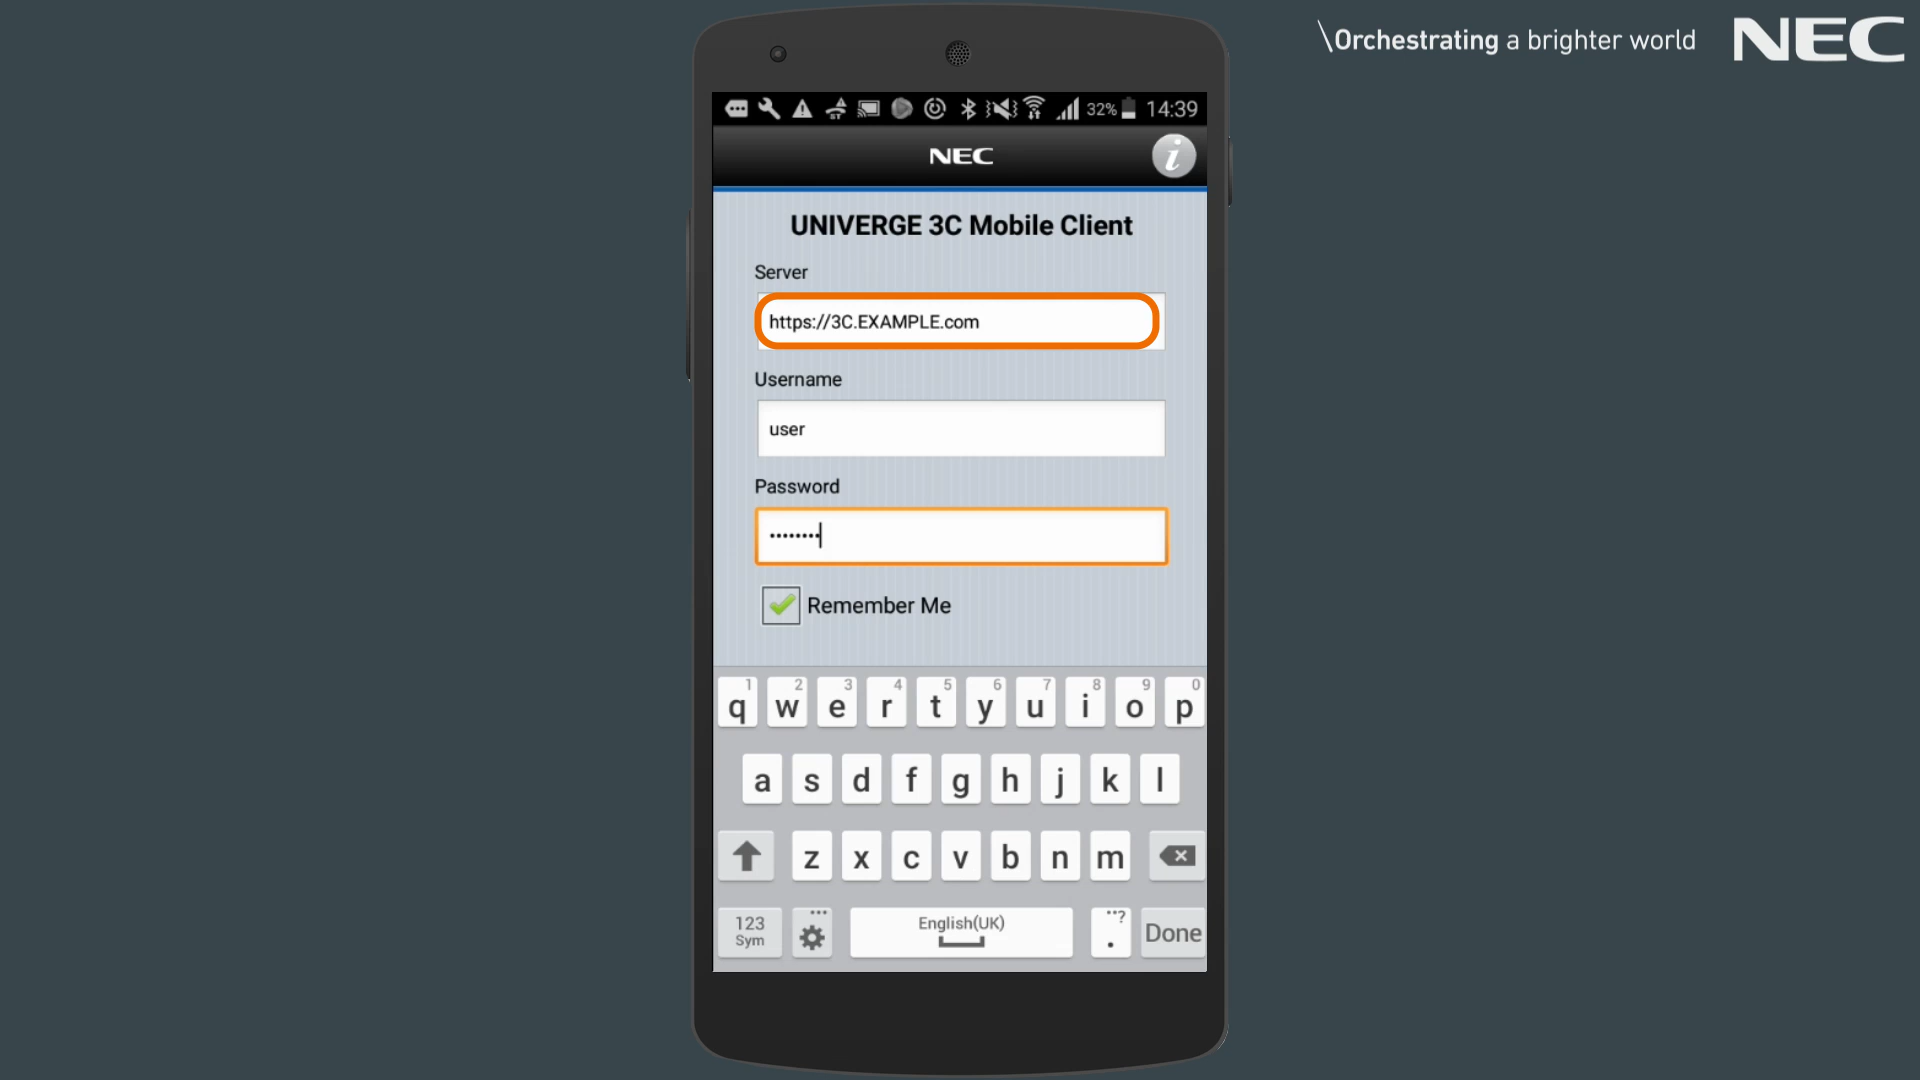 \Orchestrating a brighter world NEC
32% 14:39
NEC
i
UNIVERGE 3C Mobile Client
Server
https://3C.EXAMPLE.com
Username
user
Password
••••••••
Remember Me
1 2 3 4 5 6 7 8 9 0
q w e r t y u i o p
a s d f g h j k l
z x c v b n m
123 Sym ... English(UK) ..? . Done